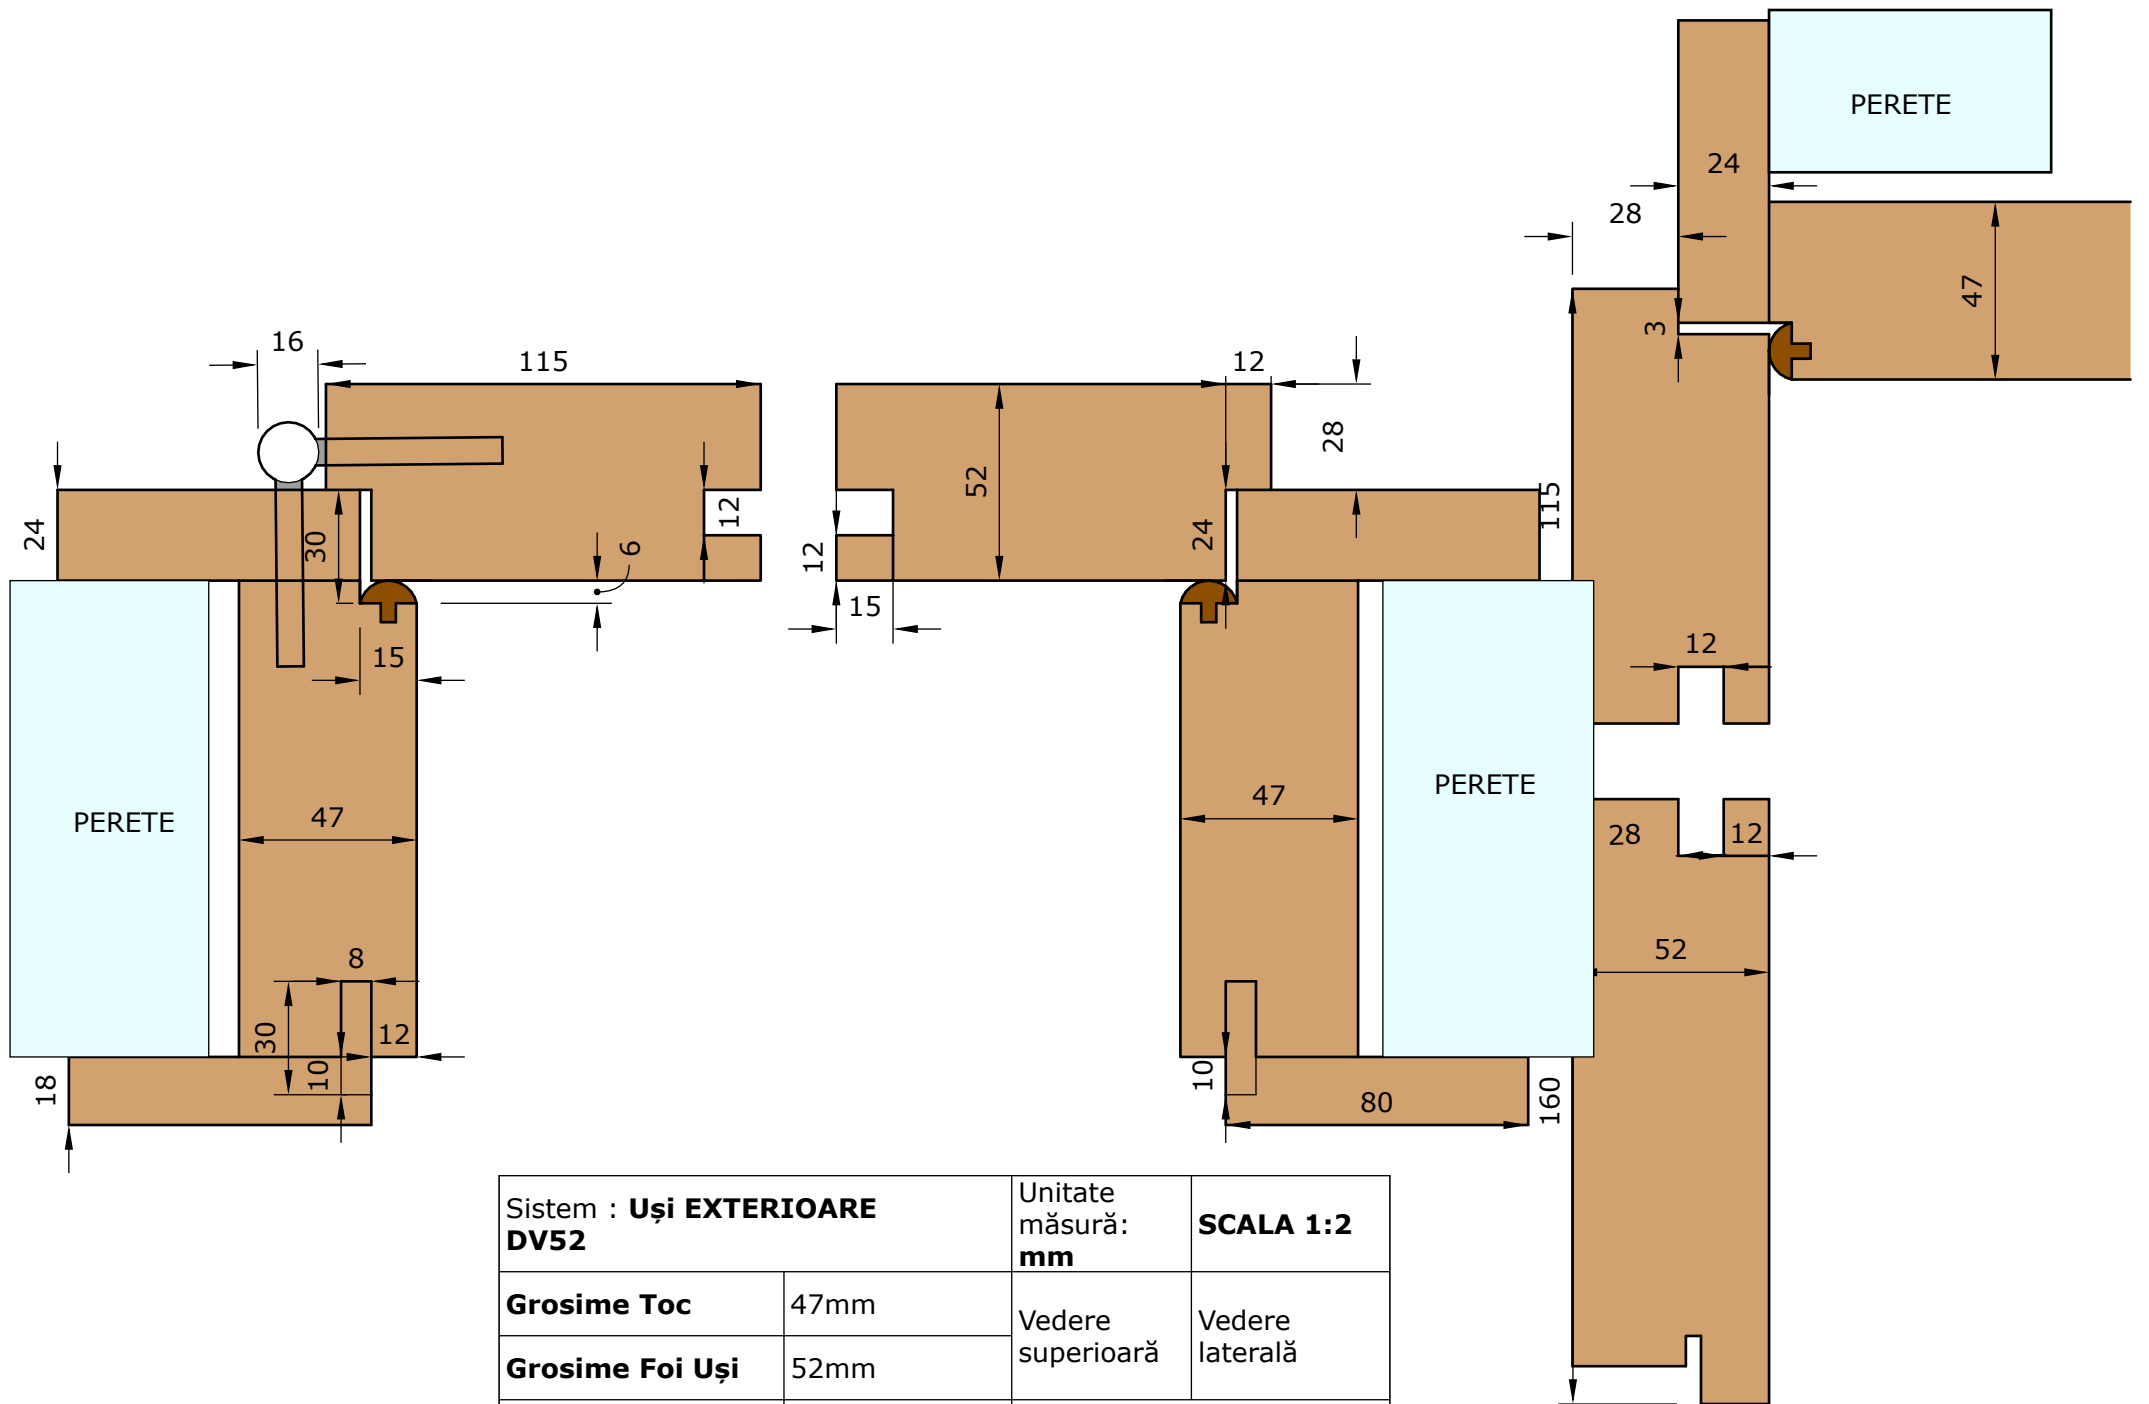 PERETE
24
28
47
3
16
115
12
28
52
24
30
12
6
12
24
115
15
15
12
PERETE
47
47
PERETE
28
12
52
8
30
12
10
18
10
80
160
Sistem : Uși EXTERIOARE
DV52
Unitate
măsură:
mm
SCALA 1:2
Grosime Toc
47mm
Vedere
superioară
Vedere
laterală
Grosime Foi Uși
52mm